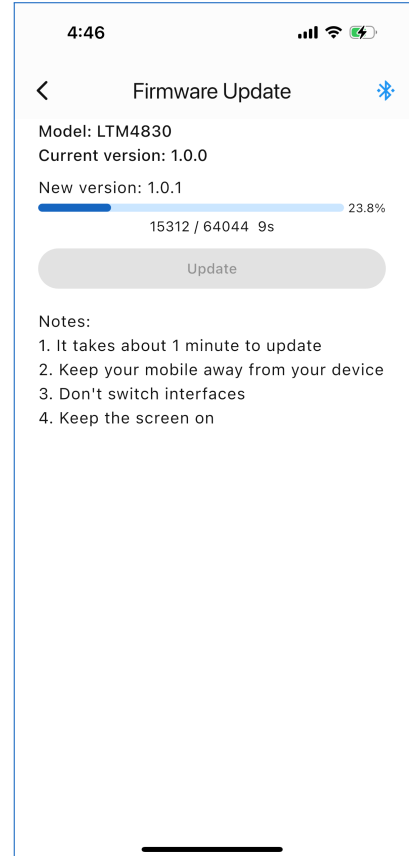 4:46
Firmware Update
Model: LTM4830
Current version: 1.0.0
New version: 1.0.1
23.8%
15312 / 64044 9s
Update
Notes:
1. It takes about 1 minute to update
2. Keep your mobile away from your device
3. Don't switch interfaces
4. Keep the screen on